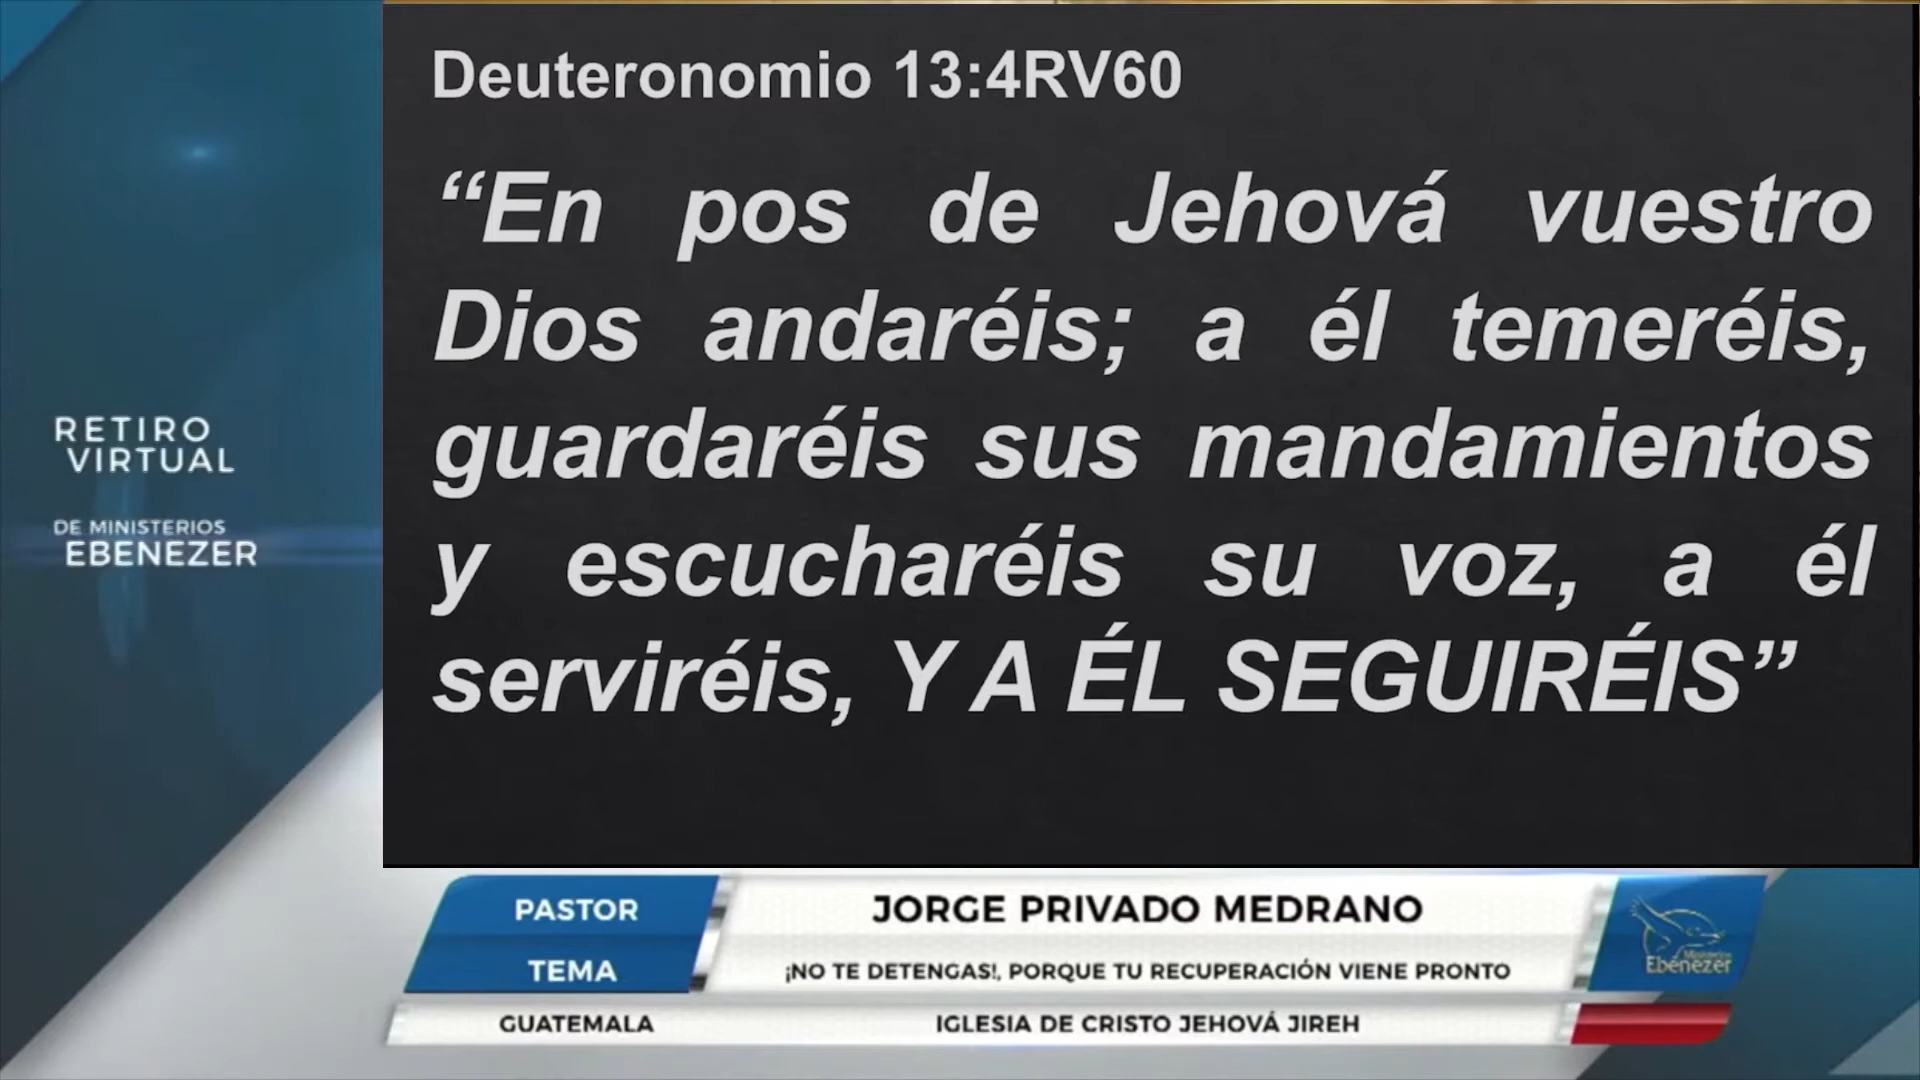 Deuteronomio 13:4RV60
“En pos de Jehová vuestro
Dios andaréis; a él temeréis,
guardaréis sus mandamientos
y escucharéis su voz, a él
serviréis, Y A ÉL SEGUIRÉIS”
RETIRO
VIRTUAL
DE MINISTERIOS
EBENEZER
PASTOR
JORGE PRIVADO MEDRANO
TEMA
¡NO TE DETENGAS!, PORQUE TU RECUPERACIÓN VIENE PRONTO
GUATEMALA
IGLESIA DE CRISTO JEHOVÁ JIREH
Ministerios
Ebenezer